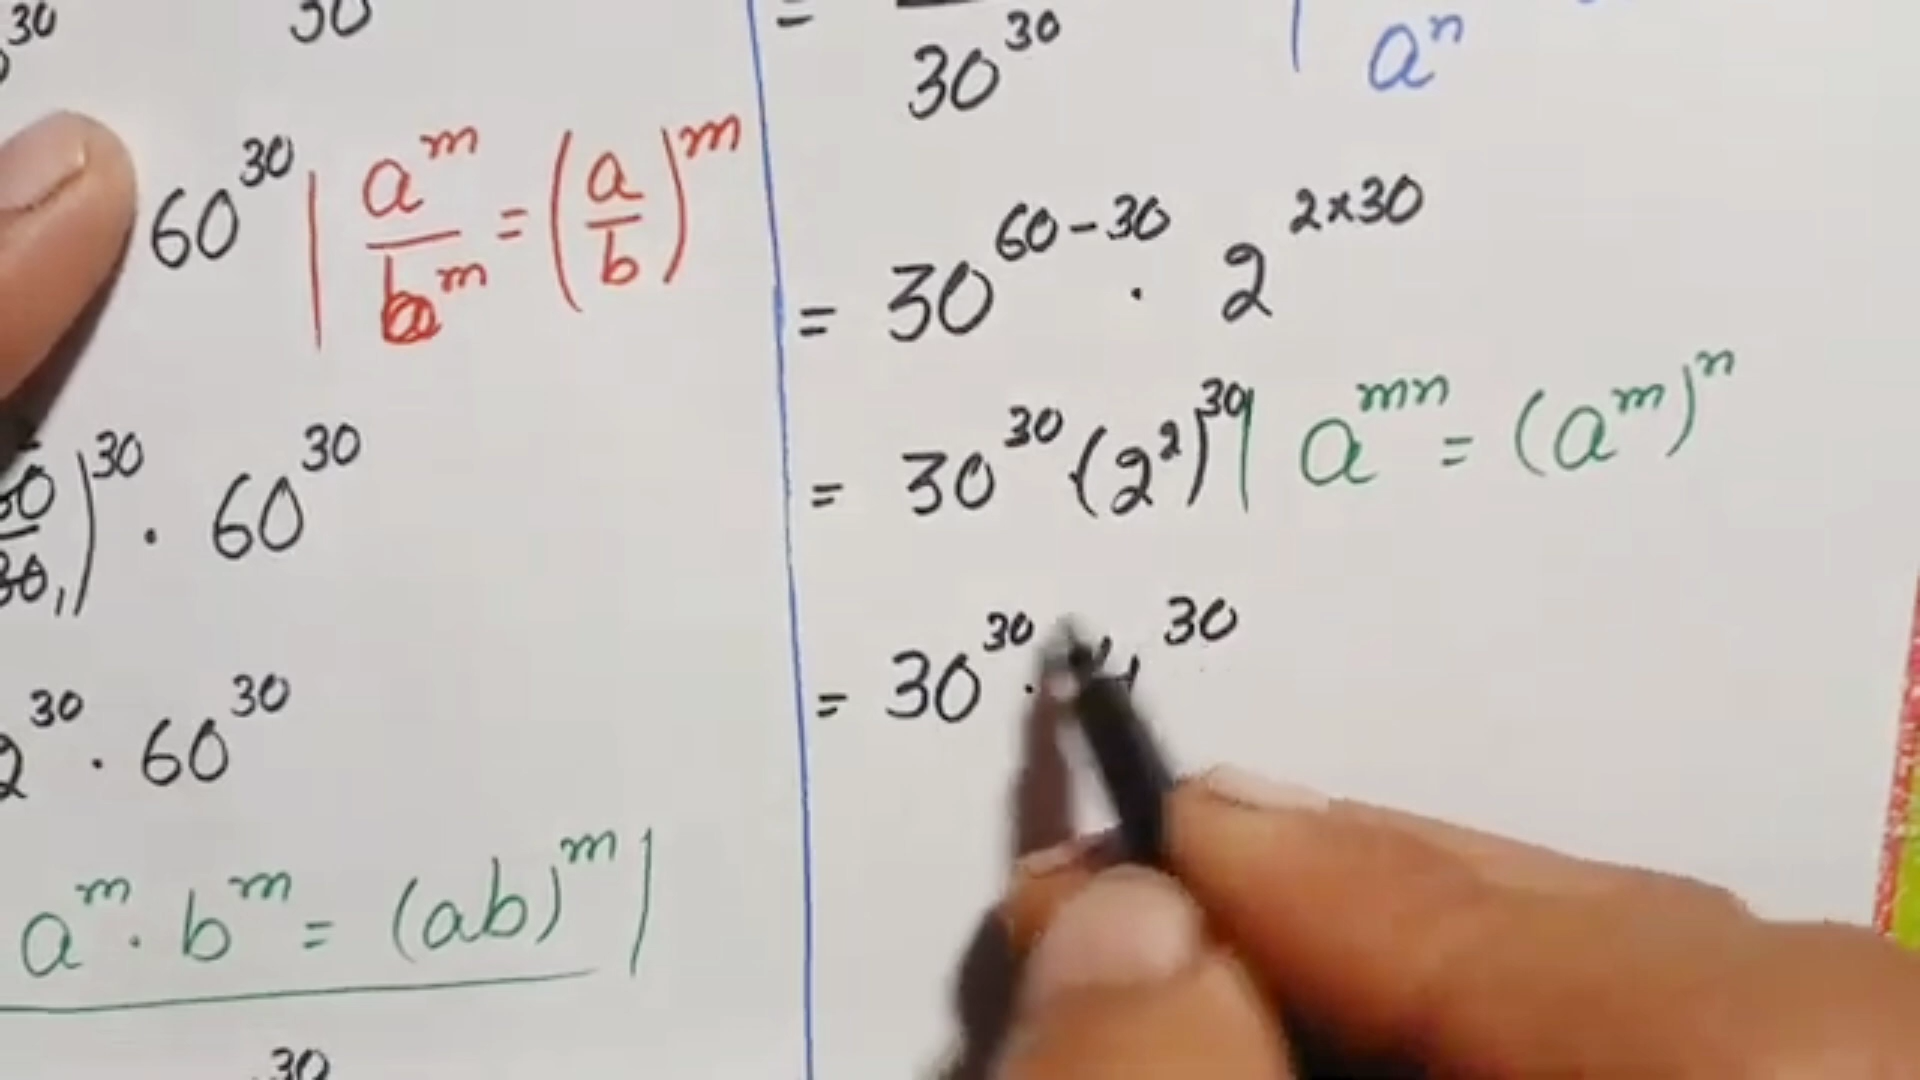 30 30
60^30 | a^m/b^m = (a/b)^m
)^30 . 60^30
2^30 . 60^30
a^m . b^m = (ab)^m |
30
= 30^30 | a^n
= 30^(60-30) . 2^(2×30)
= 30^30 (2^2)^30 | a^(mn) = (a^m)^n
= 30^30 . 4^30